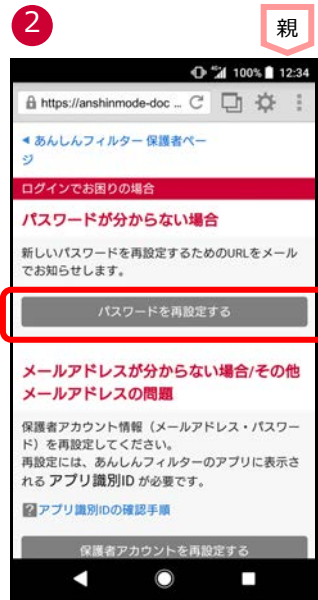 2
親
100% 12:34
https://anshinmode-doc ...
◀ あんしんフィルター 保護者ペー
ジ
ログインでお困りの場合
パスワードが分からない場合
新しいパスワードを再設定するためのURLをメール
でお知らせします。
パスワードを再設定する
メールアドレスが分からない場合/その他
メールアドレスの問題
保護者アカウント情報（メールアドレス・パスワー
ド）を再設定してください。
再設定には、あんしんフィルターのアプリに表示さ
れる アプリ識別ID が必要です。
?アプリ識別IDの確認手順
保護者アカウントを再設定する